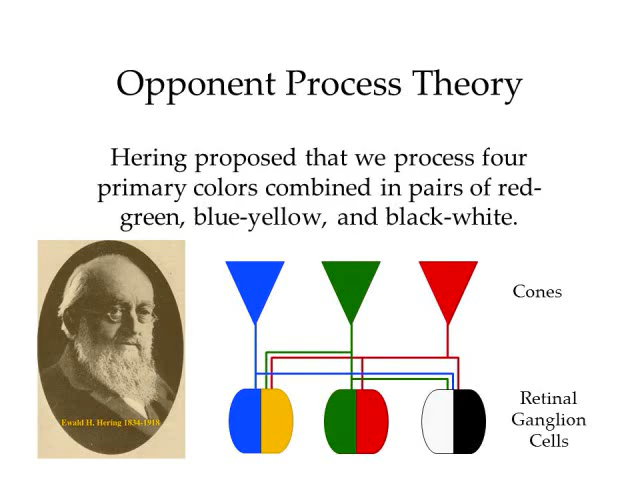 Opponent Process Theory
Hering proposed that we process four
primary colors combined in pairs of red-
green, blue-yellow, and black-white.
Cones
Ewald H. Hering 1834-1918
Retinal
Ganglion
Cells